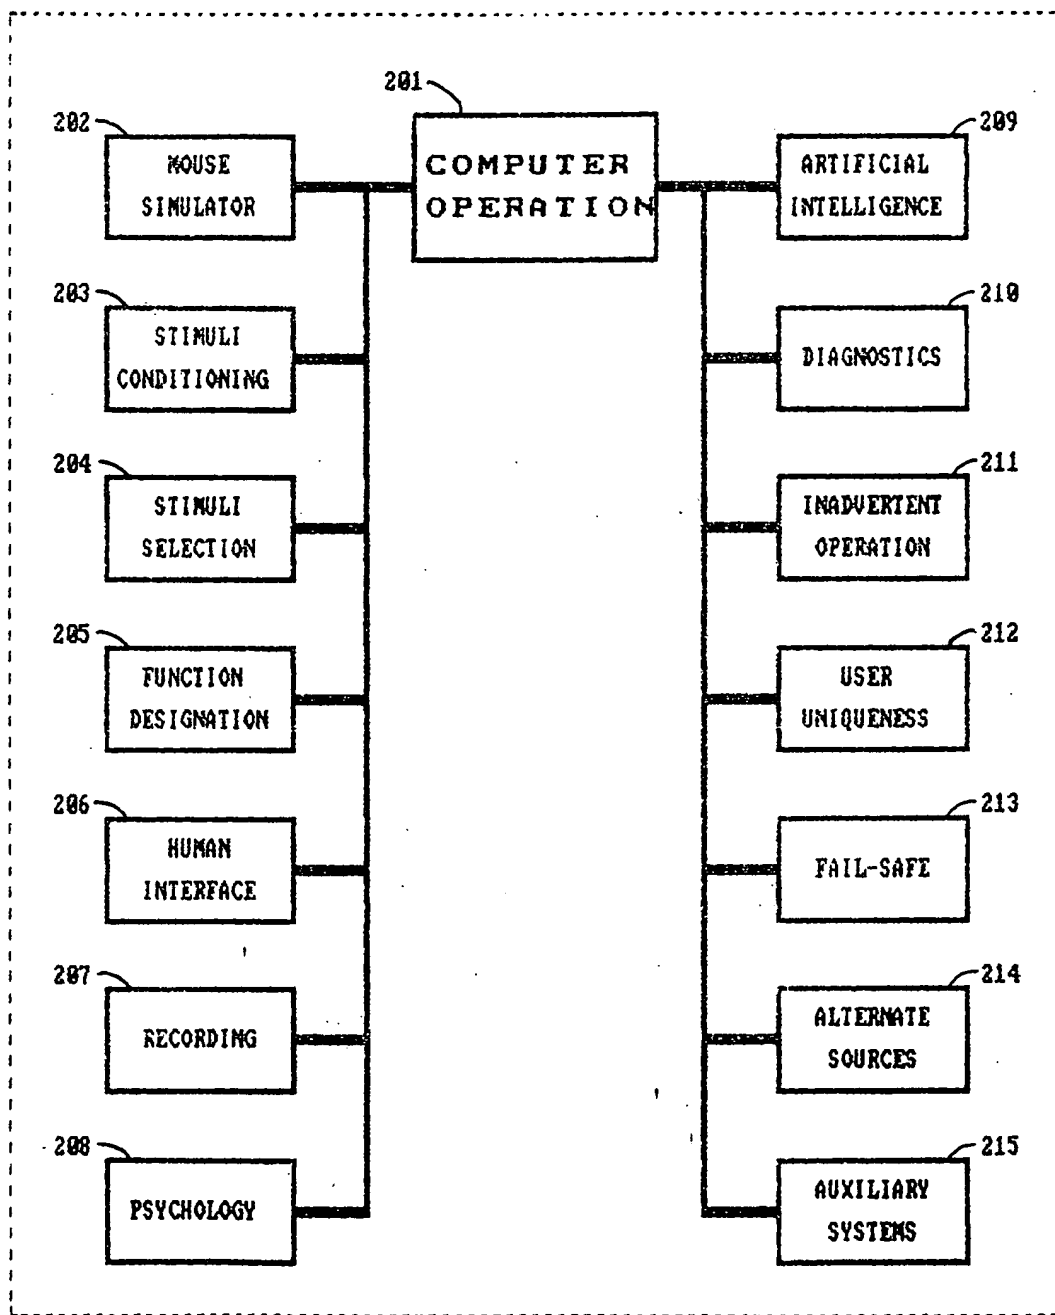 201
COMPUTER
OPERATION
202
MOUSE
SIMULATOR
203
STIMULI
CONDITIONING
204
STIMULI
SELECTION
205
FUNCTION
DESIGNATION
206
HUMAN
INTERFACE
207
RECORDING
208
PSYCHOLOGY
209
ARTIFICIAL
INTELLIGENCE
210
DIAGNOSTICS
211
INADVERTENT
OPERATION
212
USER
UNIQUENESS
213
FAIL-SAFE
214
ALTERNATE
SOURCES
215
AUXILIARY
SYSTEMS